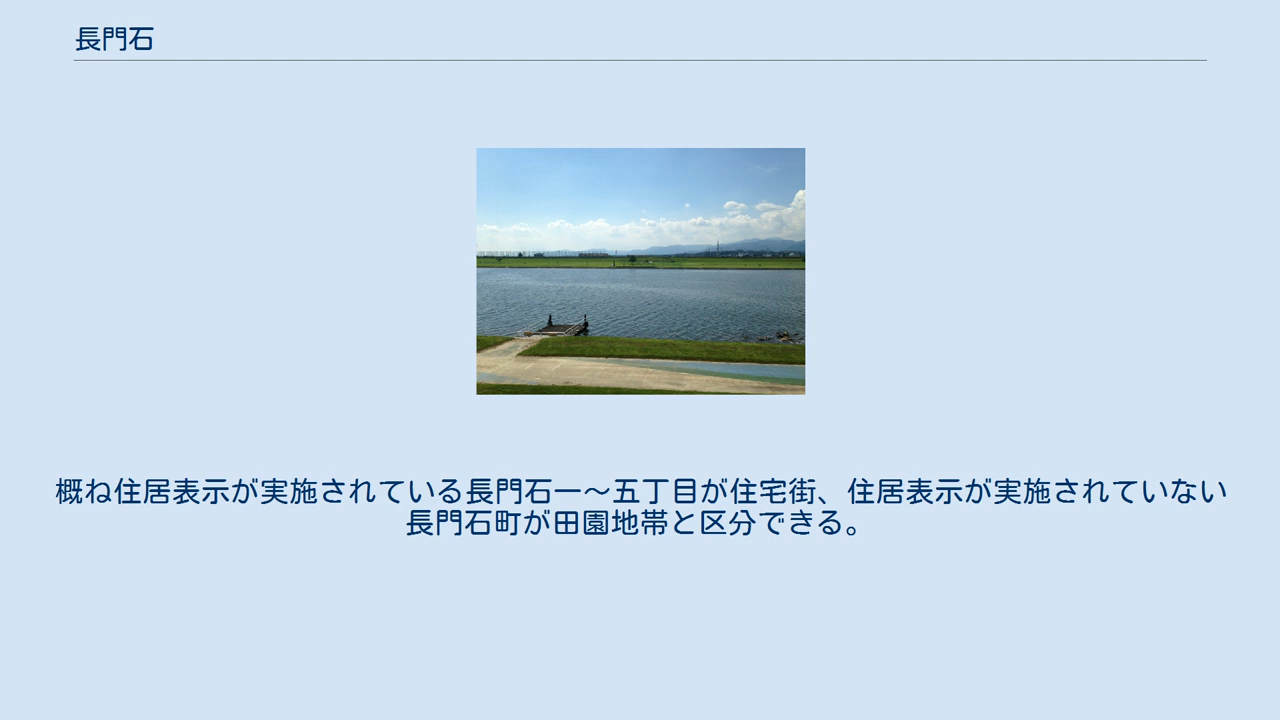 長門石
概ね住居表示が実施されている長門石一〜五丁目が住宅街、住居表示が実施されていない
長門石町が田園地帯と区分できる。